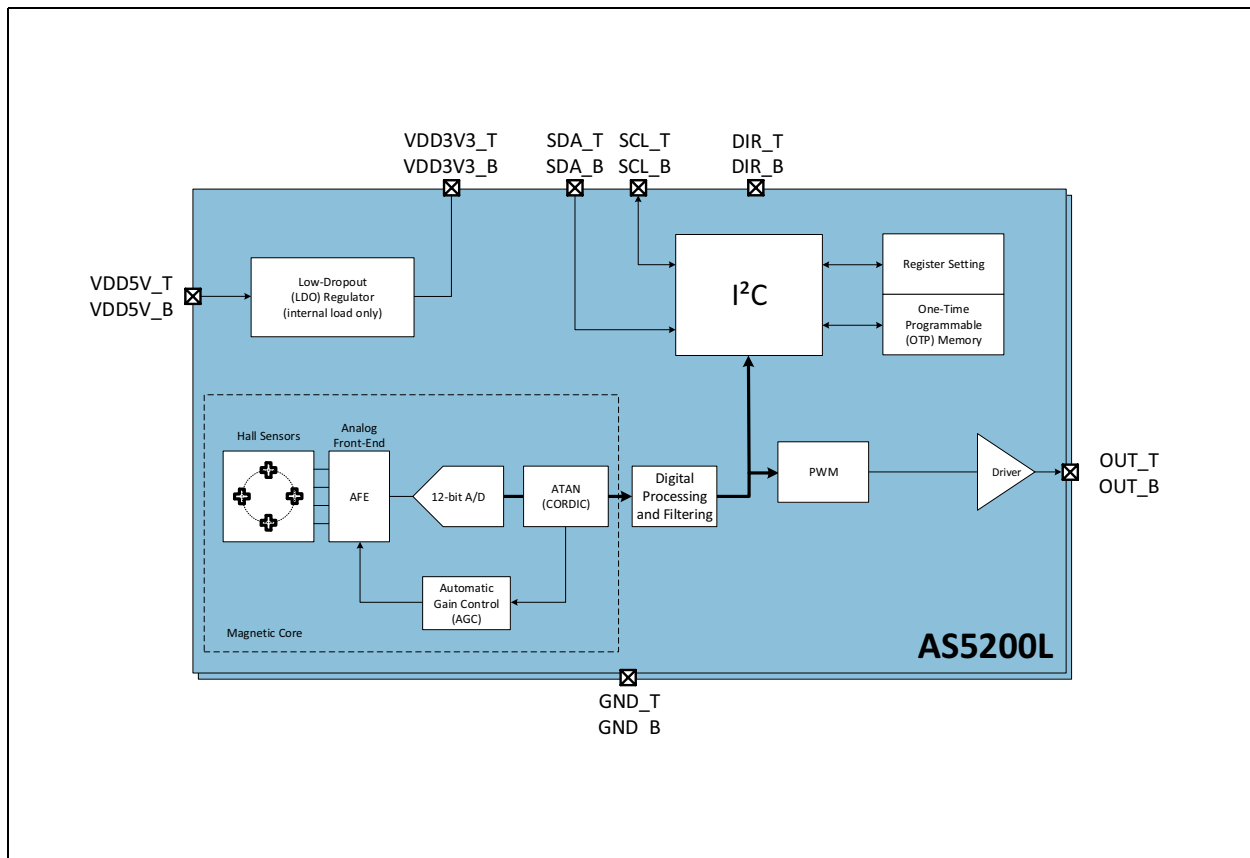 VDD3V3_T
VDD3V3_B
SDA_T
SDA_B
SCL_T
SCL_B
DIR_T
DIR_B
VDD5V_T
VDD5V_B
Low-Dropout
(LDO) Regulator
(internal load only)
I²C
Register Setting
One-Time
Programmable
(OTP) Memory
Hall Sensors
Analog
Front-End
AFE
12-bit A/D
ATAN
(CORDIC)
Digital
Processing
and Filtering
PWM
Driver
OUT_T
OUT_B
Automatic
Gain Control
(AGC)
Magnetic Core
AS5200L
GND_T
GND B